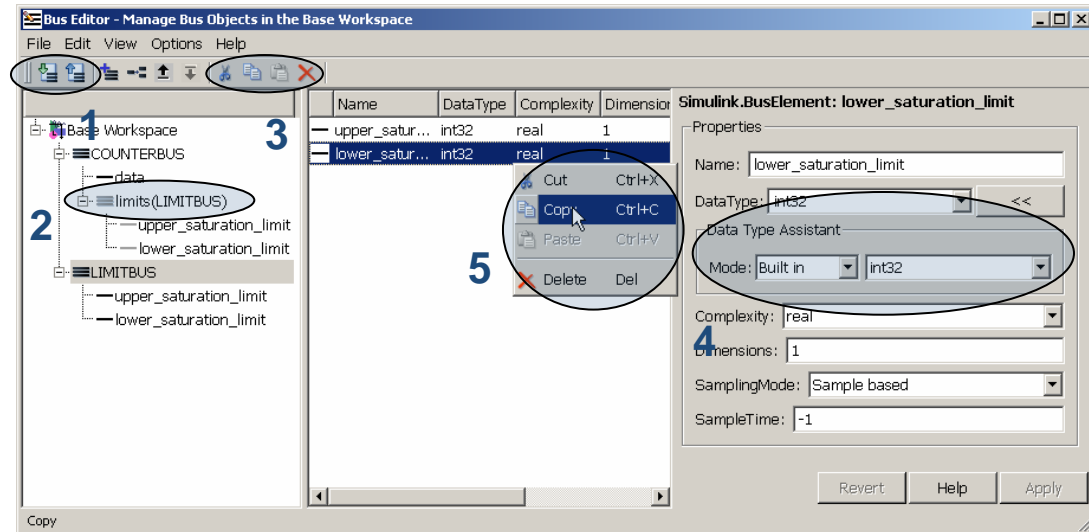 Bus Editor - Manage Bus Objects in the Base Workspace
File Edit View Options Help
1
3
2
5
4
Base Workspace
COUNTERBUS
data
limits(LIMITBUS)
upper_saturation_limit
lower_saturation_limit
LIMITBUS
upper_saturation_limit
lower_saturation_limit
Name DataType Complexity Dimension
upper_satur... int32 real 1
lower_satur... int32 real 1
Cut Ctrl+X
Copy Ctrl+C
Paste Ctrl+V
Delete Del
Simulink.BusElement: lower_saturation_limit
Properties
Name: lower_saturation_limit
DataType: int32 <<
Data Type Assistant
Mode: Built in int32
Complexity: real
Dimensions: 1
SamplingMode: Sample based
SampleTime: -1
Revert Help Apply
Copy